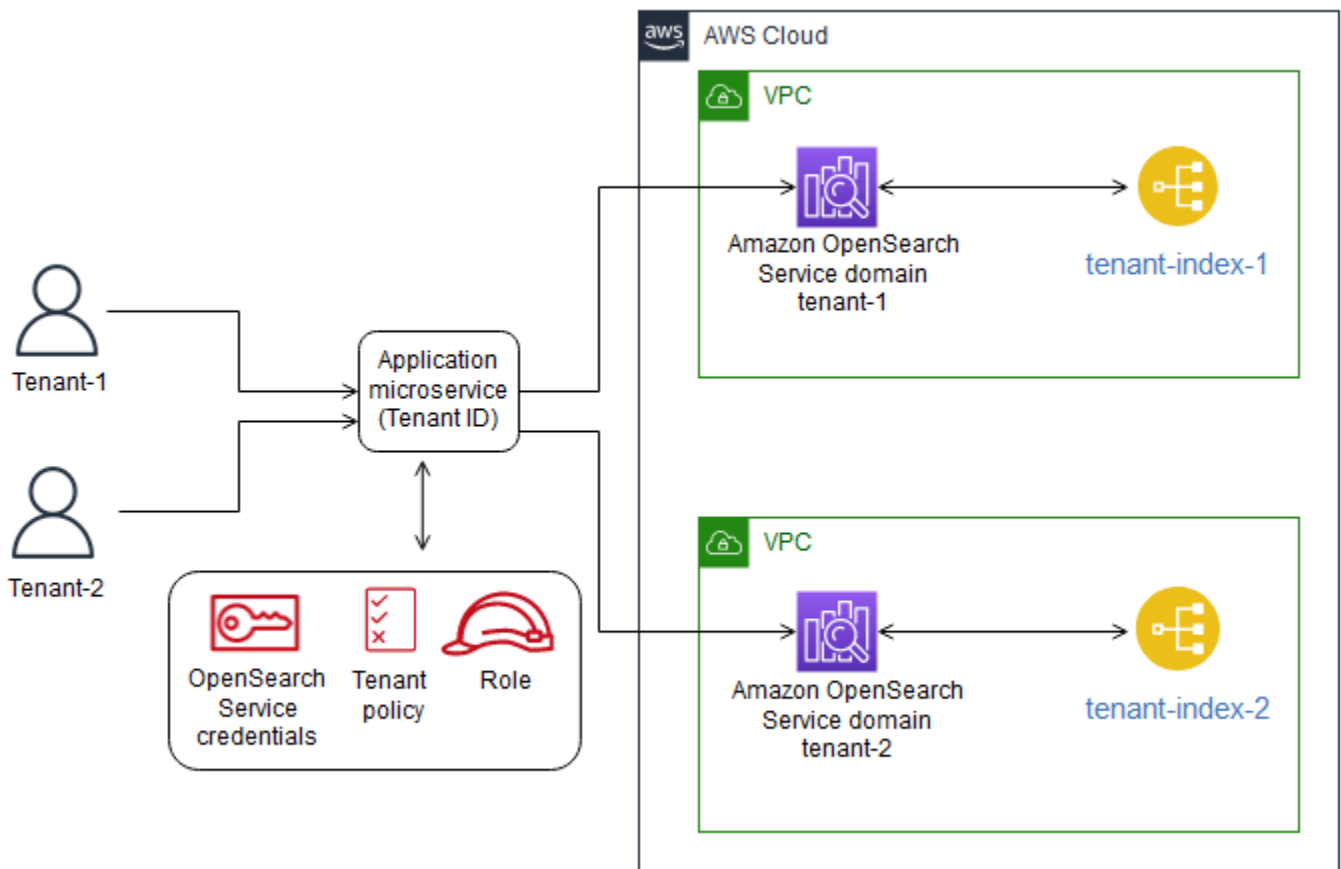 aws
AWS Cloud
VPC
Amazon OpenSearch
Service domain
tenant-1
tenant-index-1
Tenant-1
Application
microservice
(Tenant ID)
Tenant-2
OpenSearch
Service
credentials
Tenant
policy
Role
VPC
Amazon OpenSearch
Service domain
tenant-2
tenant-index-2